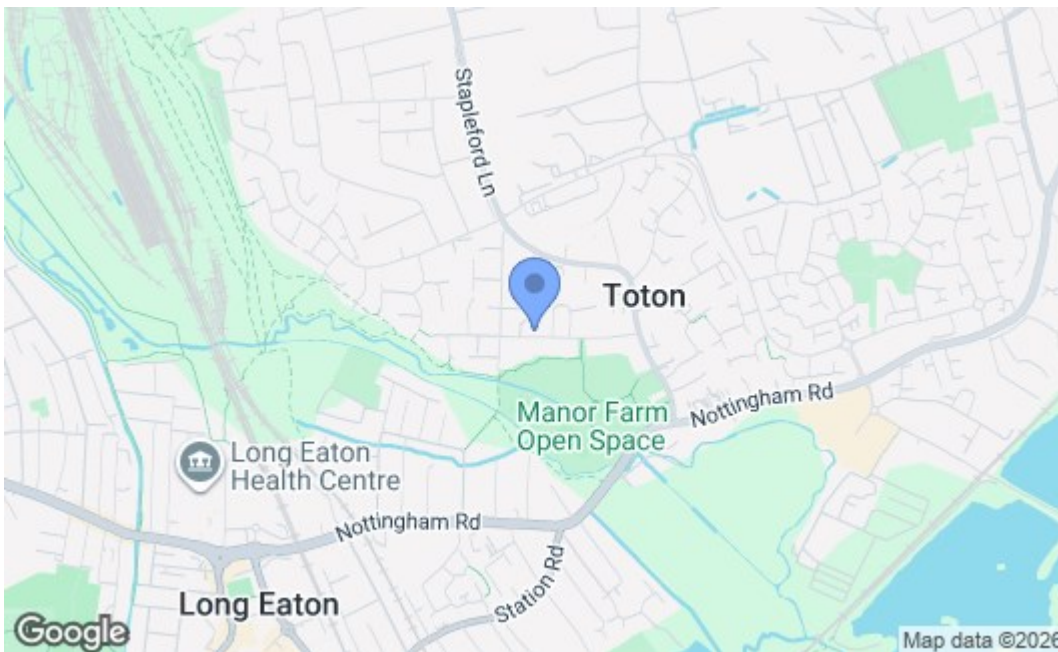 Stapleford Ln
Toton
Manor Farm
Open Space
Nottingham Rd
Long Eaton
Health Centre
Nottingham Rd
Station Rd
Long Eaton
Google
Map data ©2026